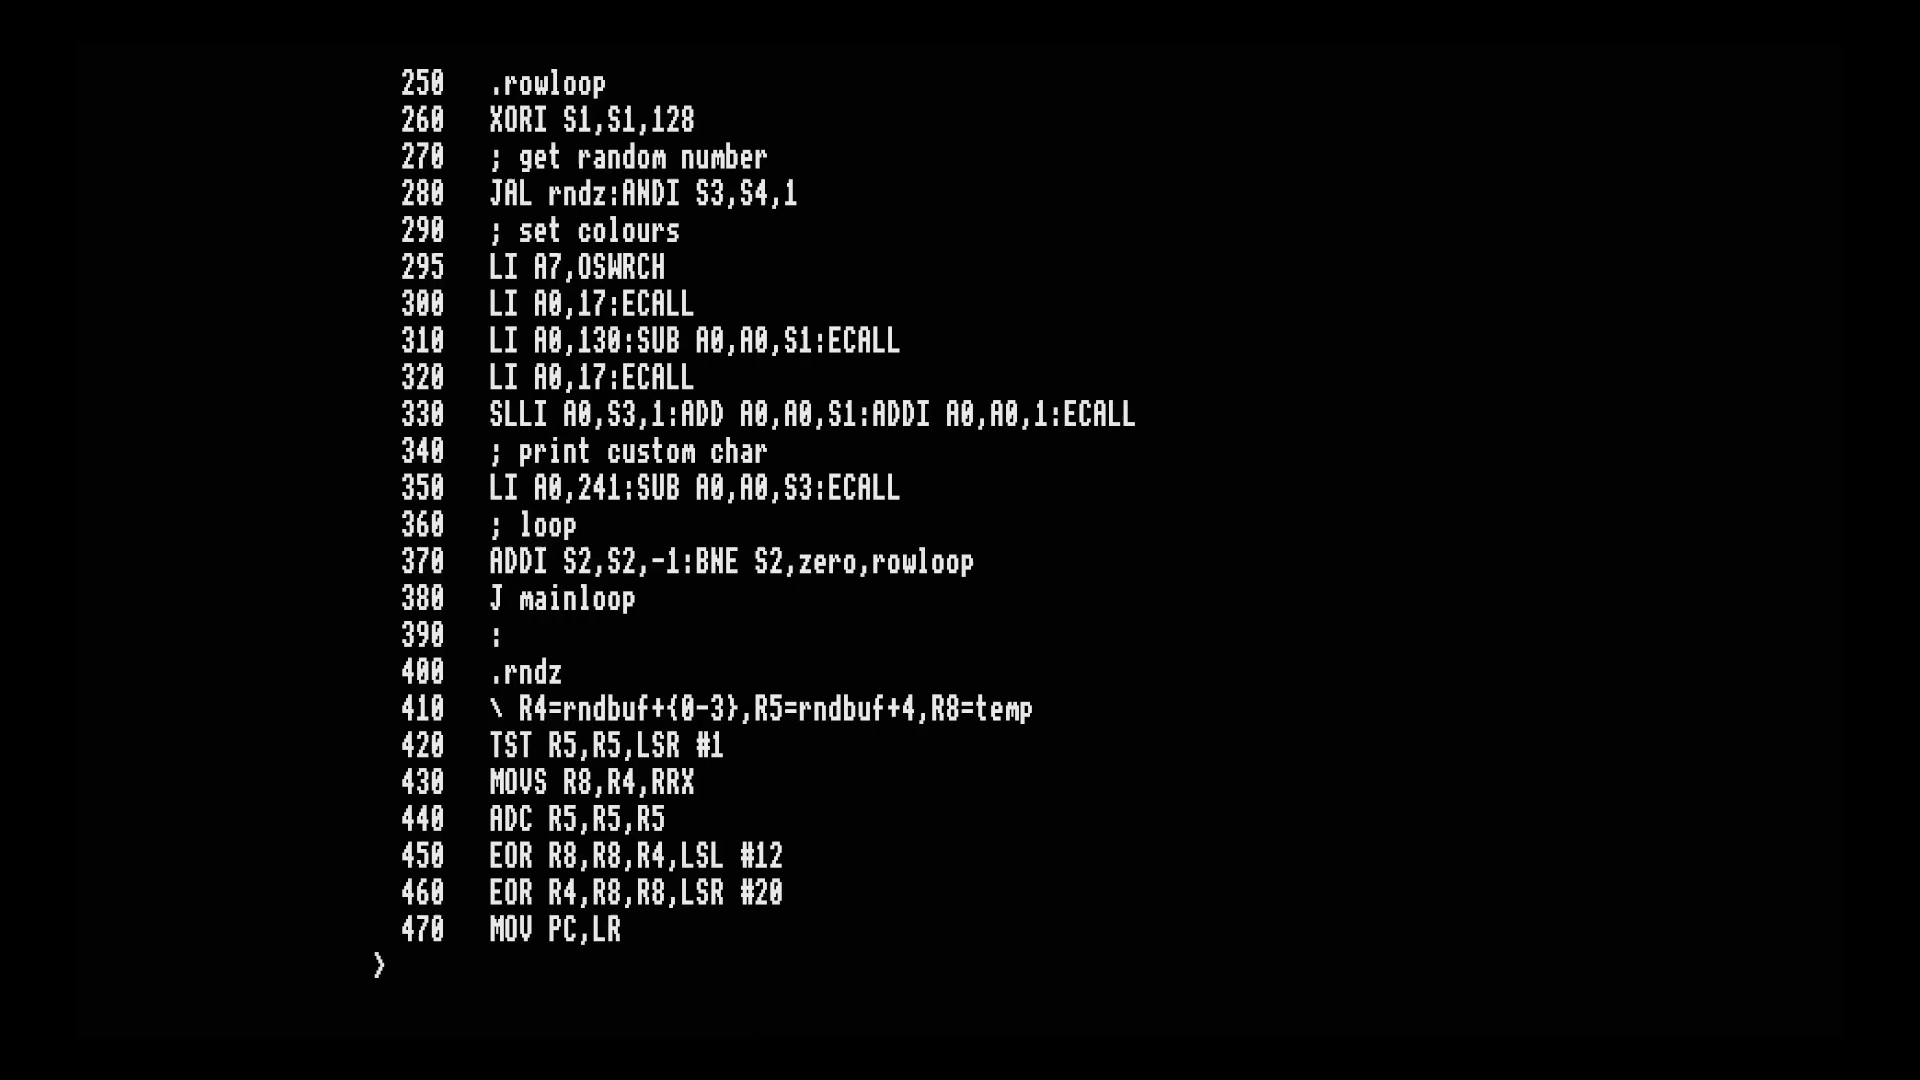 250   .rowloop
260   XORI S1,S1,128
270   ; get random number
280   JAL rndz:ANDI S3,S4,1
290   ; set colours
295   LI A7,OSWRCH
300   LI A0,17:ECALL
310   LI A0,130:SUB A0,A0,S1:ECALL
320   LI A0,17:ECALL
330   SLLI A0,S3,1:ADD A0,A0,S1:ADDI A0,A0,1:ECALL
340   ; print custom char
350   LI A0,241:SUB A0,A0,S3:ECALL
360   ; loop
370   ADDI S2,S2,-1:BNE S2,zero,rowloop
380   J mainloop
390   :
400   .rndz
410   \ R4=rndbuf+{0-3},R5=rndbuf+4,R8=temp
420   TST R5,R5,LSR #1
430   MOVS R8,R4,RRX
440   ADC R5,R5,R5
450   EOR R8,R8,R4,LSL #12
460   EOR R4,R8,R8,LSR #20
470   MOV PC,LR
>